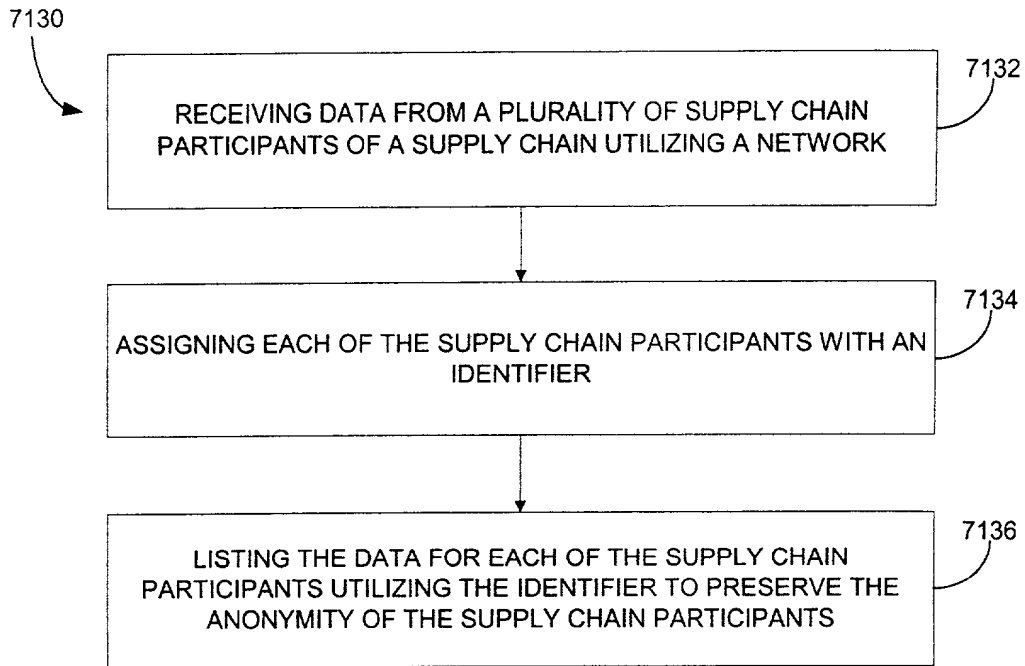 7130
7132
RECEIVING DATA FROM A PLURALITY OF SUPPLY CHAIN
PARTICIPANTS OF A SUPPLY CHAIN UTILIZING A NETWORK
7134
ASSIGNING EACH OF THE SUPPLY CHAIN PARTICIPANTS WITH AN
IDENTIFIER
7136
LISTING THE DATA FOR EACH OF THE SUPPLY CHAIN
PARTICIPANTS UTILIZING THE IDENTIFIER TO PRESERVE THE
ANONYMITY OF THE SUPPLY CHAIN PARTICIPANTS